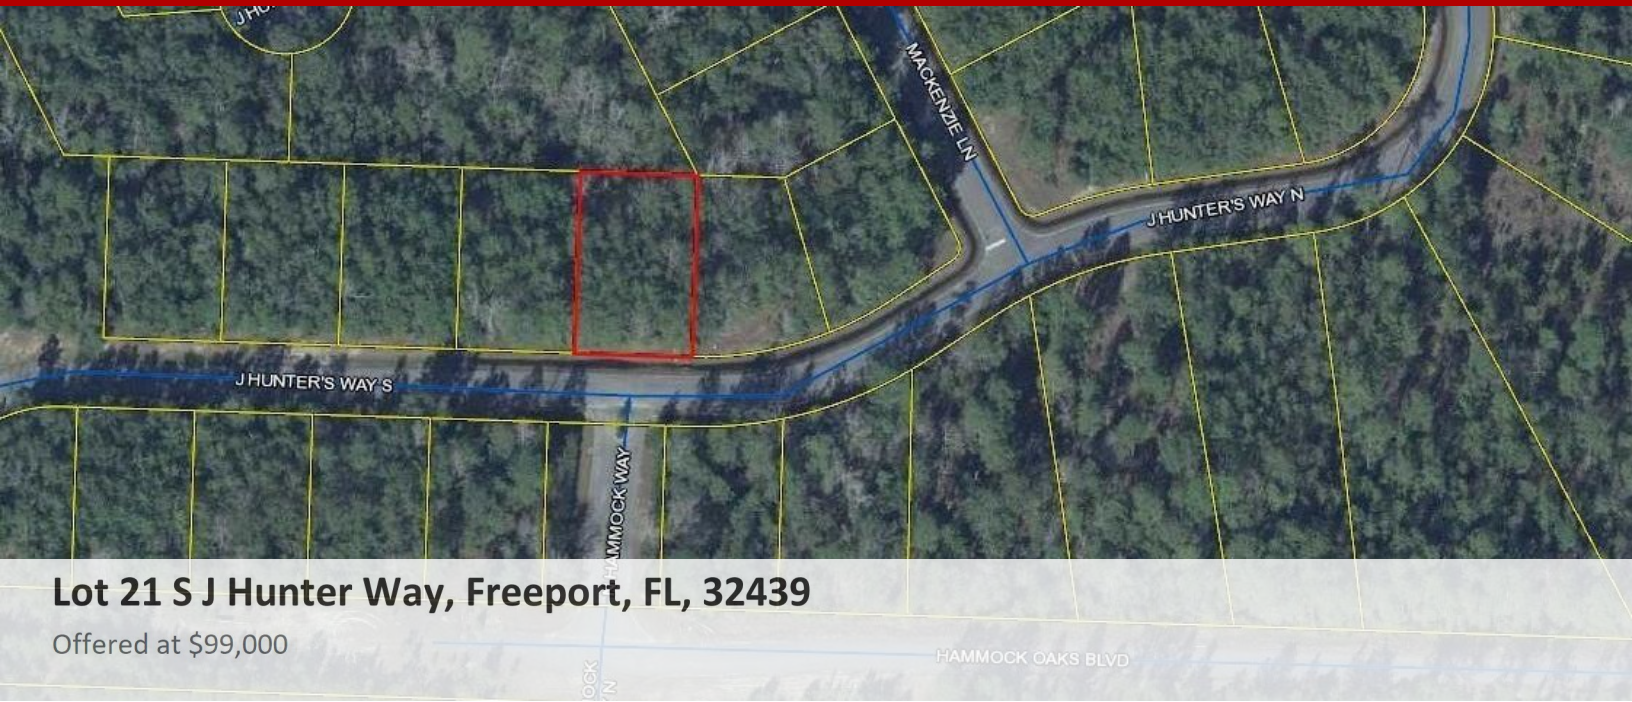 J HU
MACKENZIE LN
J HUNTER'S WAY N
J HUNTER'S WAY S
HAMMOCK WAY
Lot 21 S J Hunter Way, Freeport, FL, 32439
Offered at $99,000
HAMMOCK OAKS BLVD